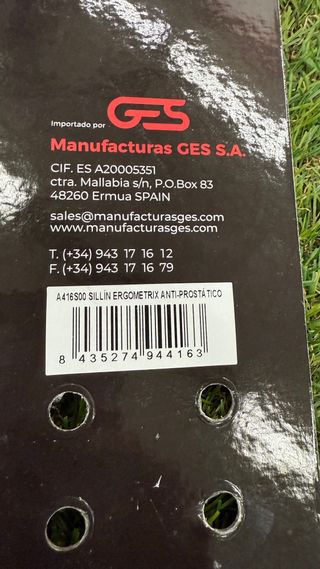 Importado por GES
Manufacturas GES S.A.
CIF. ES A20005351
ctra. Mallabia s/n, P.O.Box 83
48260 Ermua SPAIN
sales@manufacturasges.com
www.manufacturasges.com
T. (+34) 943 17 16 12
F. (+34) 943 17 16 79
A416S00 SILLÍN ERGOMETRIX ANTI-PROSTÁTICO
8 435274 944163